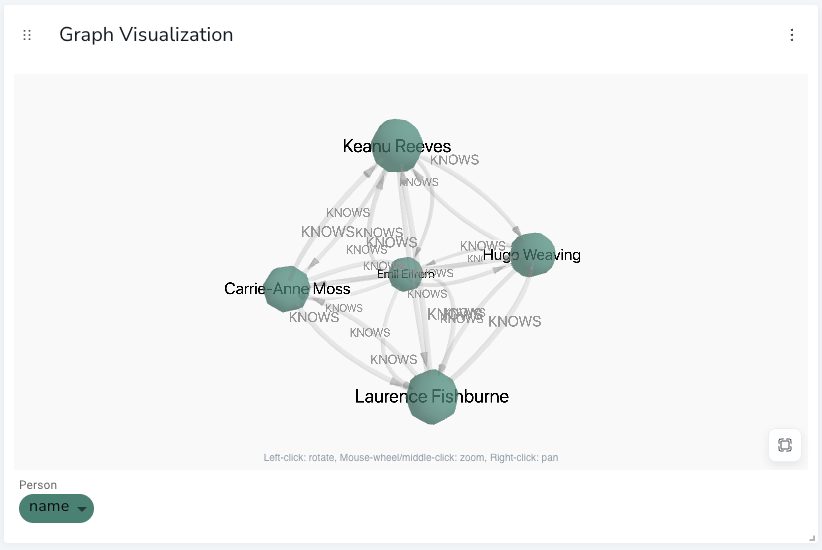 Graph Visualization
Keanu Reeves
KNOWS
KNOWS
KNOWS
KNOWS
KNOWS
KNOWS
KNOWS
KNOWS
Hugo Weaving
KNOWS
Emil Eifrem
KNOWS
Carrie-Anne Moss
KNOWS
KNOWS
KNOWS
KNOWS
KNOWS
KNOWS
KNOWS
KNOWS
KNOWS
Laurence Fishburne
Left-click: rotate, Mouse-wheel/middle-click: zoom, Right-click: pan
Person
name